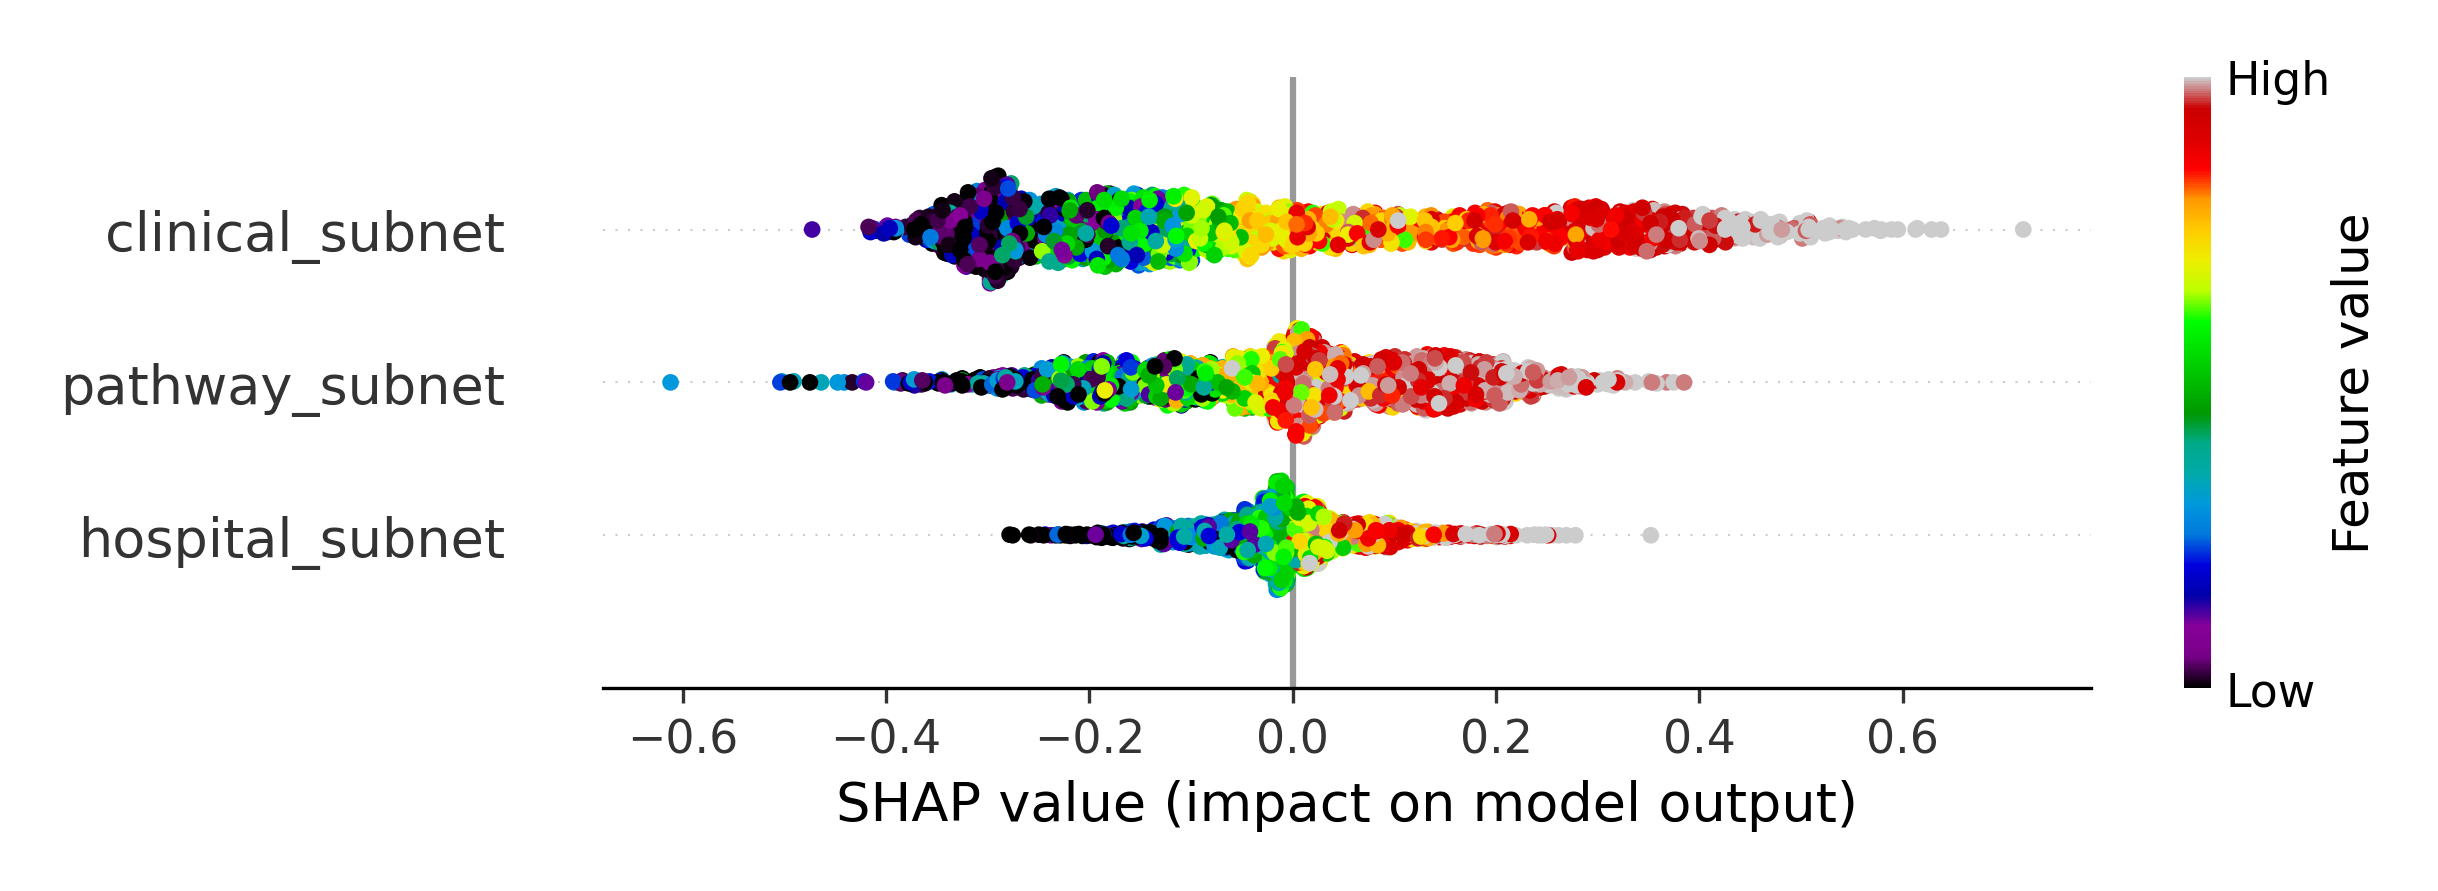 High
clinical_subnet
pathway_subnet
hospital_subnet
Feature value
Low
−0.6 −0.4 −0.2 0.0 0.2 0.4 0.6
SHAP value (impact on model output)